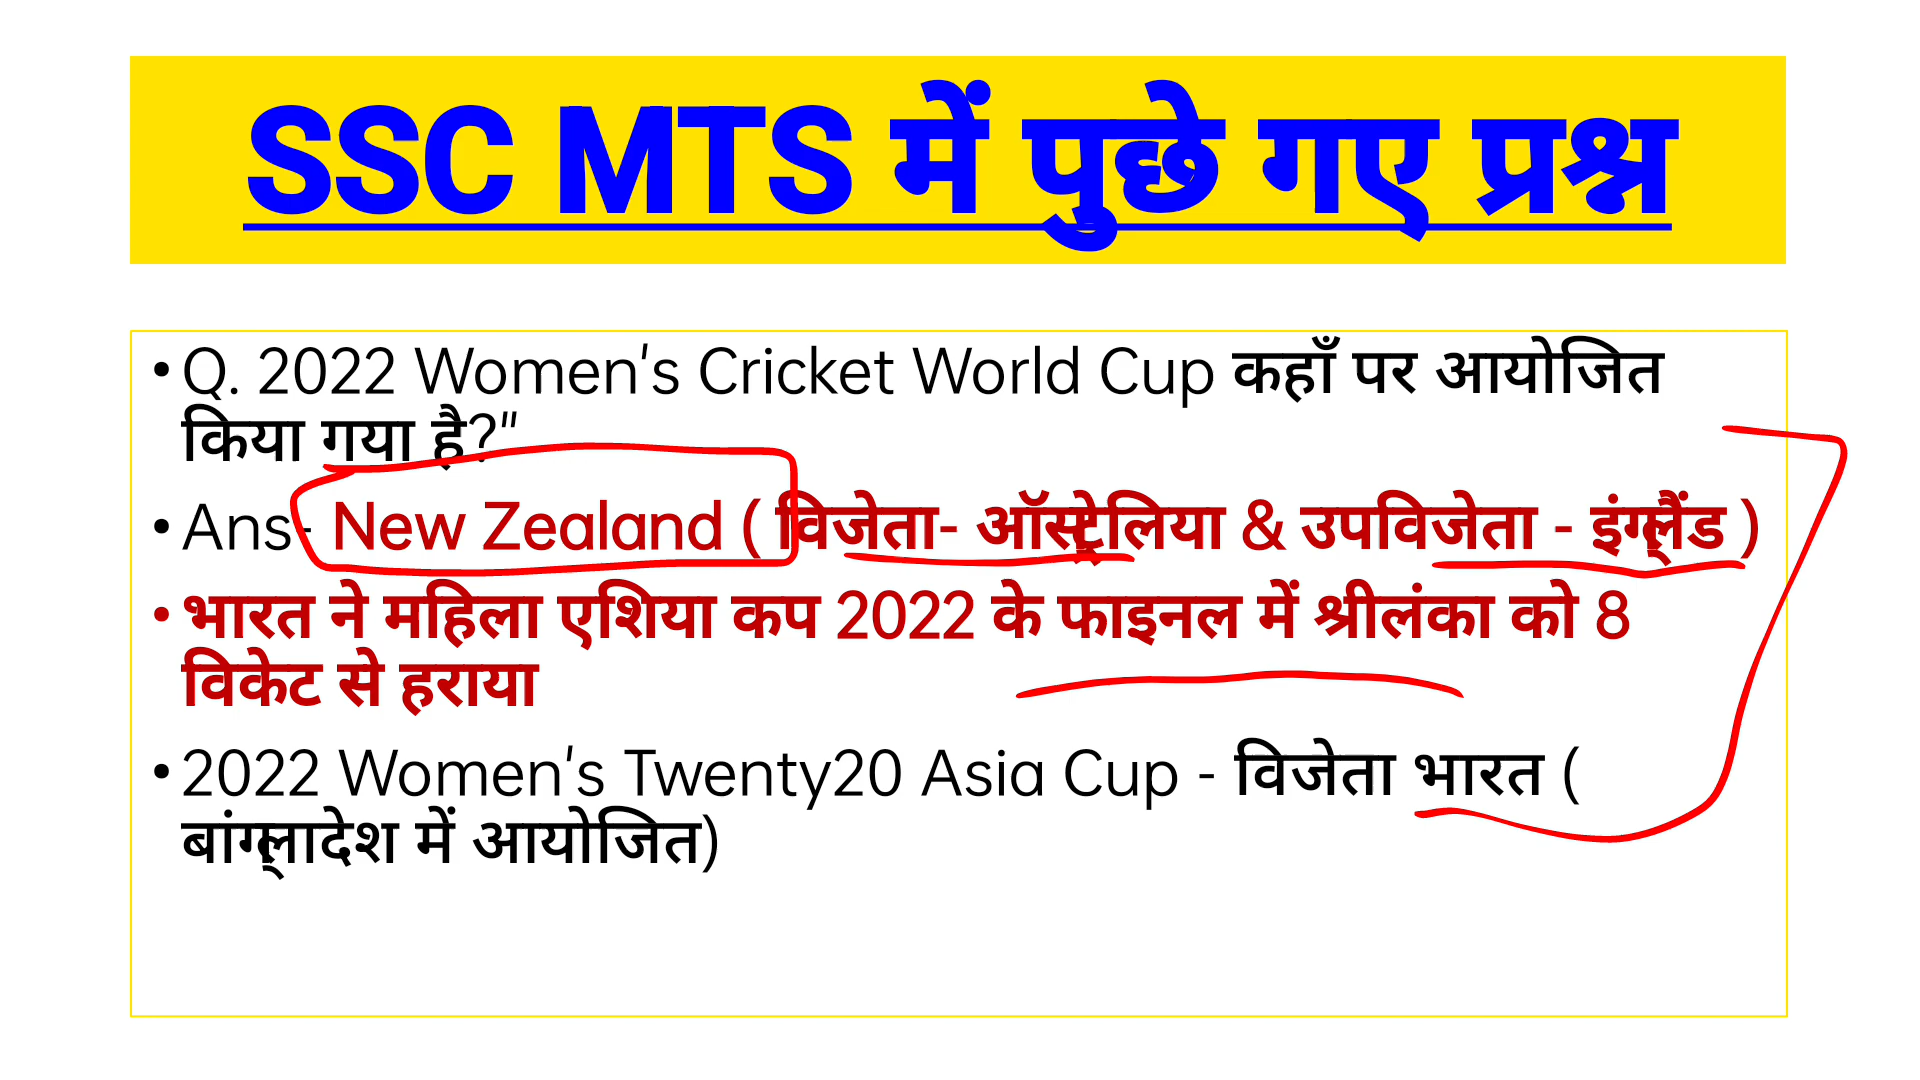 SSC MTS में पुछे गए प्रश्न
• Q. 2022 Women's Cricket World Cup कहाँ पर आयोजित
किया गया है?"
• Ans- New Zealand ( विजेता- ऑस्ट्रेलिया & उपविजेता - इंग्लैंड )
• भारत ने महिला एशिया कप 2022 के फाइनल में श्रीलंका को 8
विकेट से हराया
• 2022 Women's Twenty20 Asia Cup - विजेता भारत (
बांग्लादेश में आयोजित)